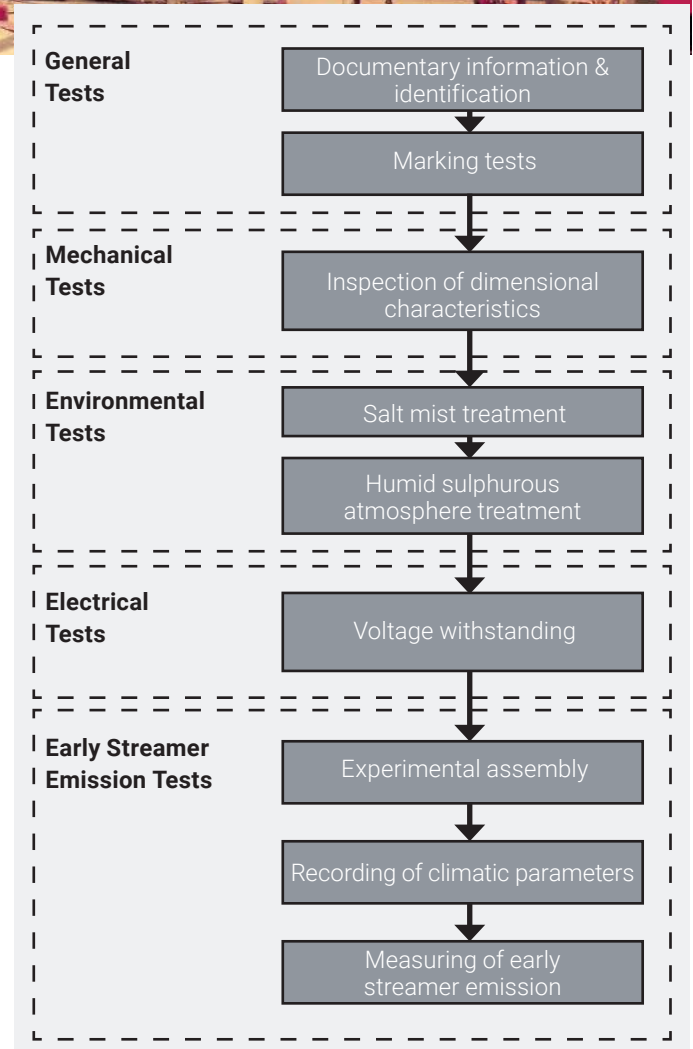 General
Tests
Documentary information &
identification
Marking tests
Mechanical
Tests
Inspection of dimensional
characteristics
Environmental
Tests
Salt mist treatment
Humid sulphurous
atmosphere treatment
Electrical
Tests
Voltage withstanding
Early Streamer
Emission Tests
Experimental assembly
Recording of climatic parameters
Measuring of early
streamer emission